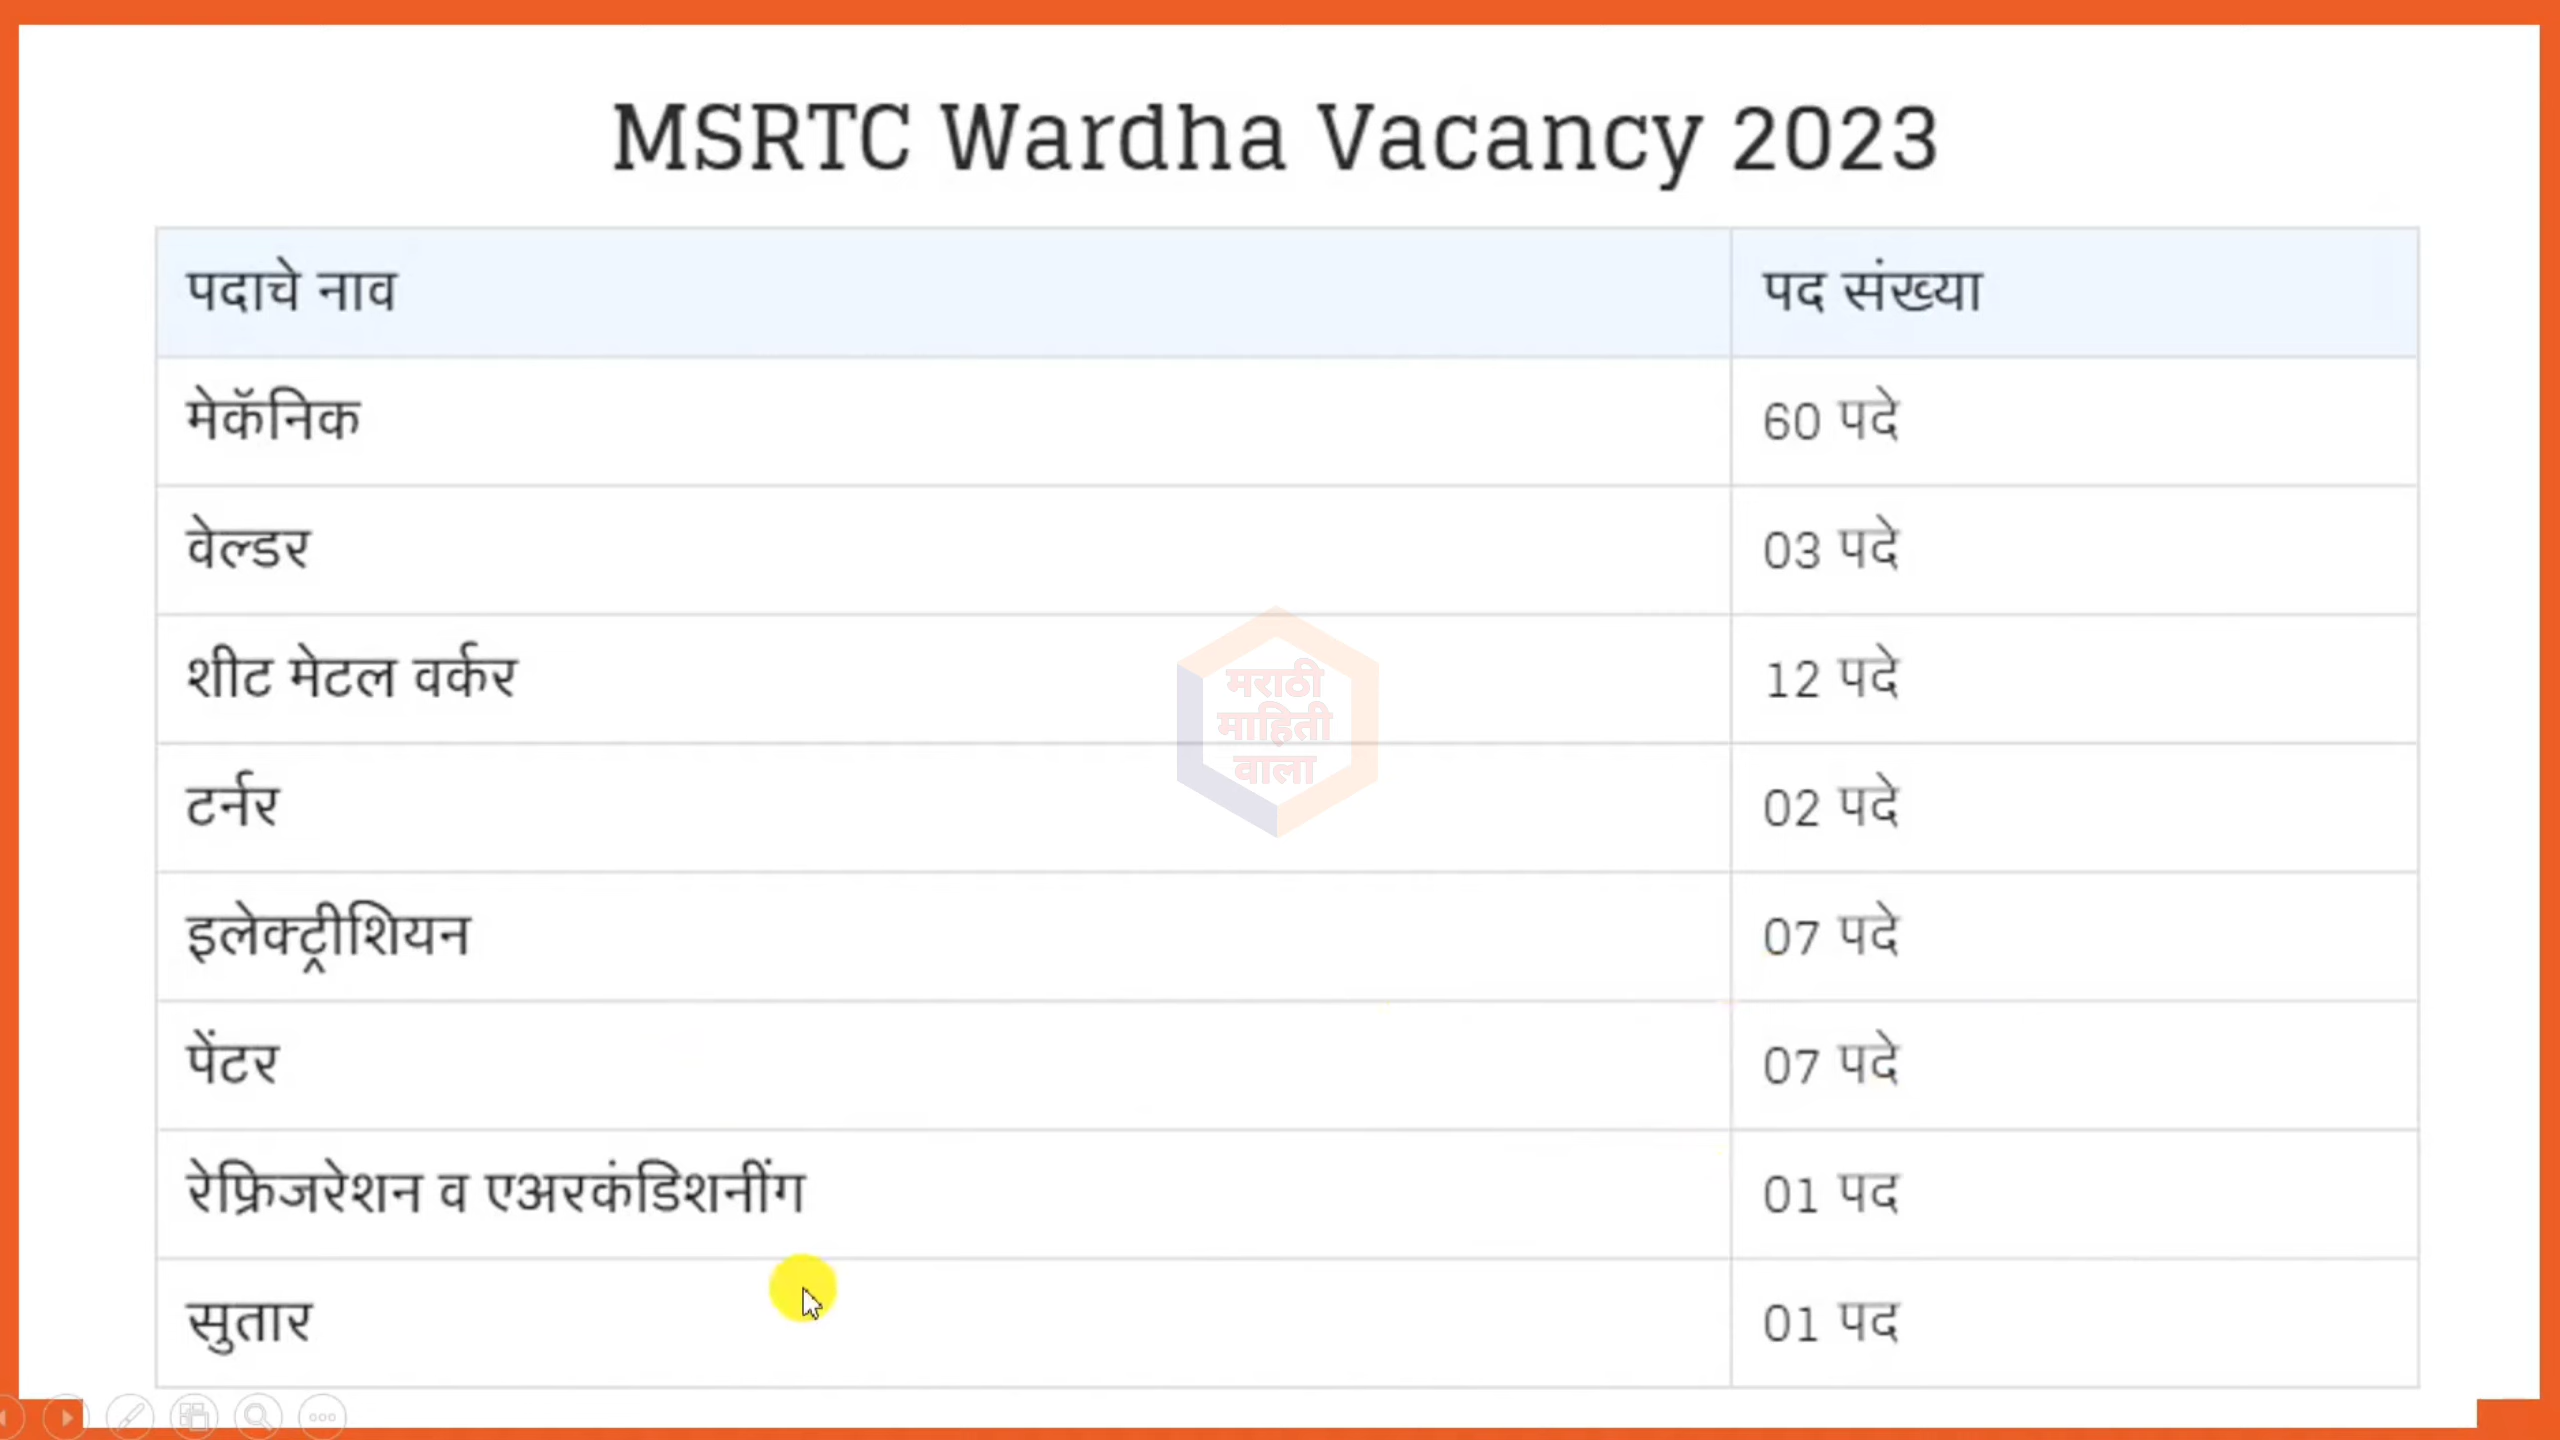 MSRTC Wardha Vacancy 2023
पदाचे नाव पद संख्या
मेकॅनिक 60 पदे
वेल्डर 03 पदे
शीट मेटल वर्कर 12 पदे
टर्नर 02 पदे
इलेक्ट्रीशियन 07 पदे
पेंटर 07 पदे
रेफ्रिजरेशन व एअरकंडिशनींग 01 पद
सुतार 01 पद
मराठी
माहिती
वाला